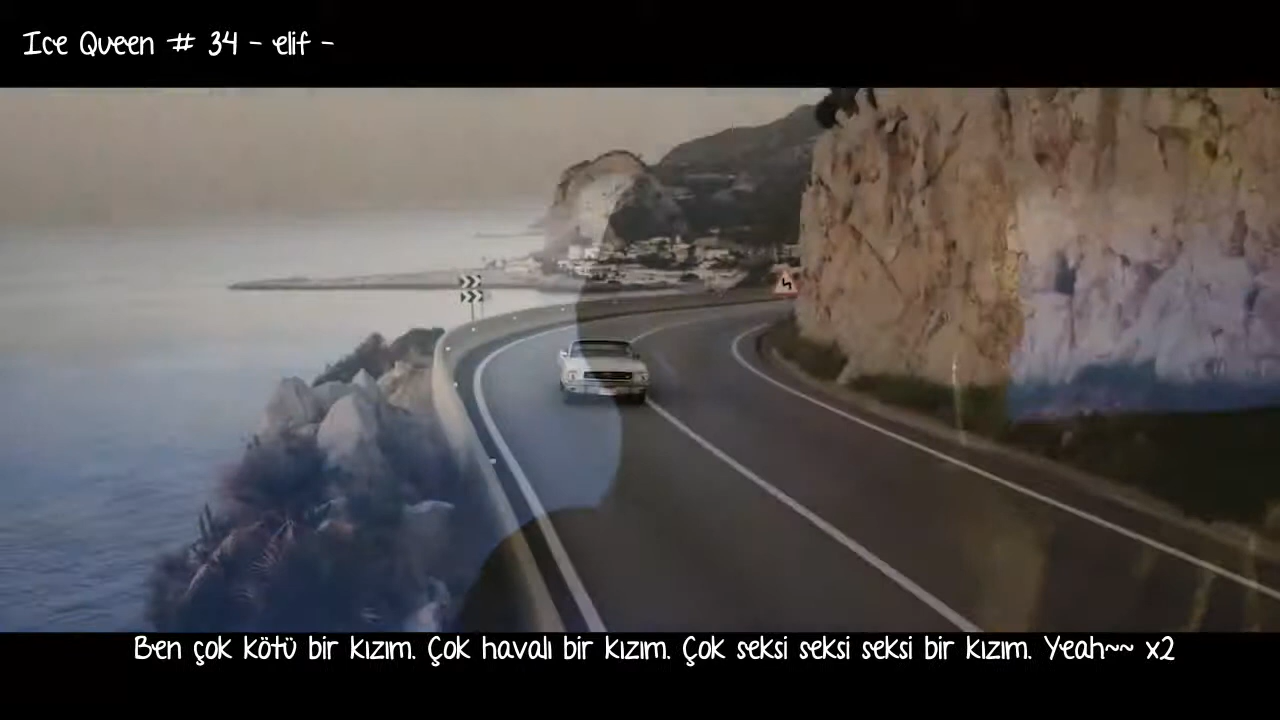 Ice Queen # 34 - elif -
Ben çok kötü bir kızım. Çok havalı bir kızım. Çok seksi seksi seksi bir kızım. Yeah~~ x2